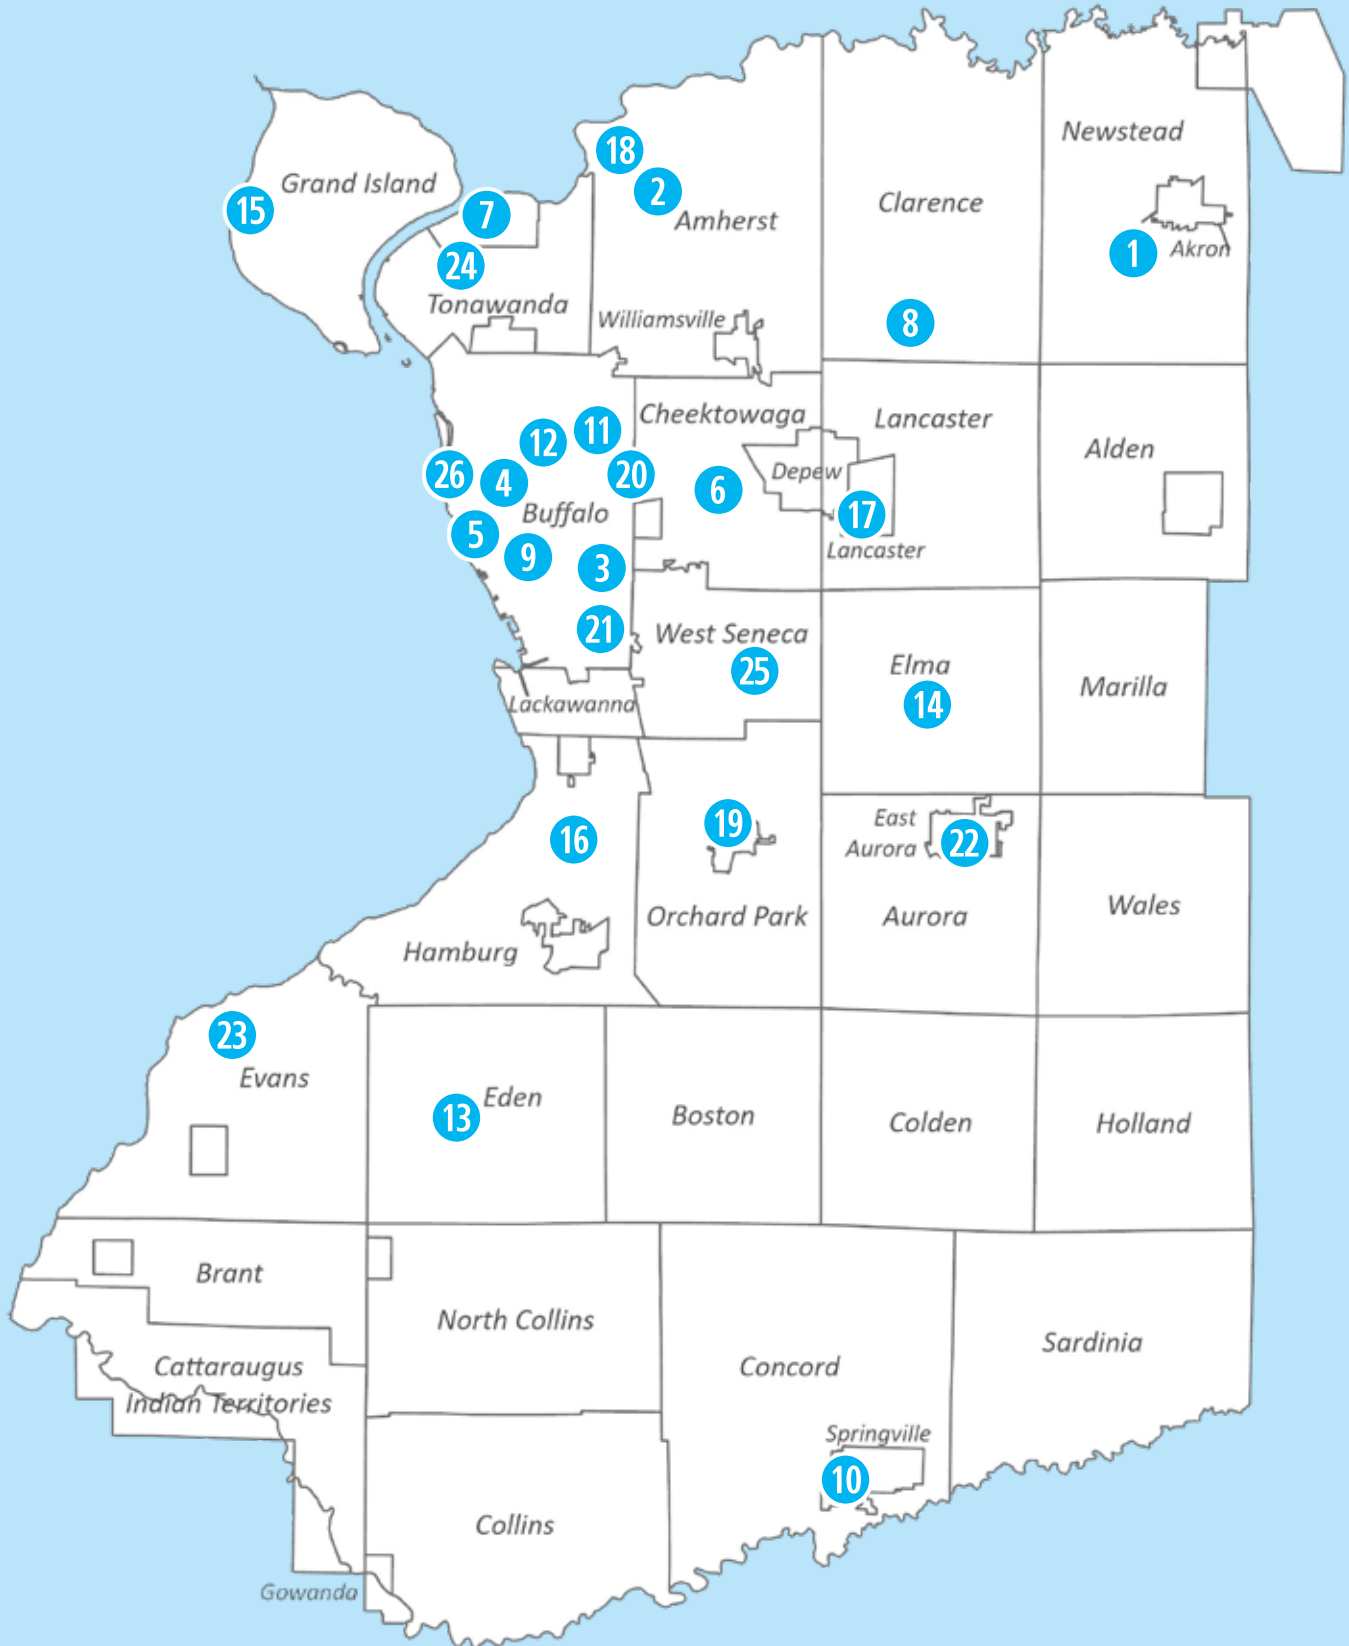 Newstead
18
Grand Island
2
15
Clarence
7
Amherst
1
Akron
24
Tonawanda
Williamsville
8
Cheektowaga
Lancaster
11
12
Alden
26
4
20
Depew
6
Buffalo
17
5
Lancaster
9
3
21
West Seneca
25
Elma
14
Marilla
Lackawanna
East
Aurora
19
16
22
Wales
Orchard Park
Aurora
Hamburg
23
Evans
Eden
13
Boston
Colden
Holland
Brant
North Collins
Sardinia
Cattaraugus
Indian Territories
Concord
Springville
10
Collins
Gowanda